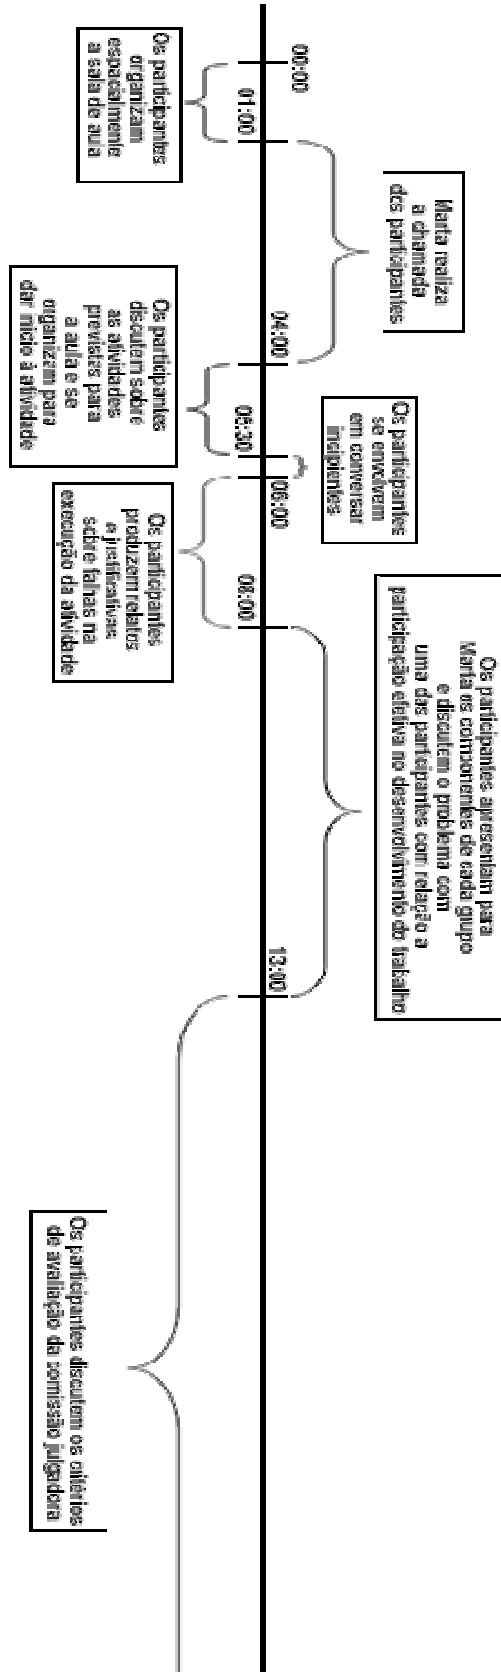 00:00
01:00
Os participantes
organizam
espacialmente
a sala de aula
Marta realiza
a chamada
dos participantes
04:00
Os participantes
discutem sobre
as atividades
previstas para
a aula e se
organizam para
dar início à atividade
05:30
Os participantes
se envolvem
em conversar
incipientes
06:00
Os participantes
produzem relatos
e justificativas
sobre falhas na
execução da atividade
08:00
Os participantes apresentam para
Marta os componentes de cada grupo
e discutem o problema com
uma das participantes com relação a
participação efetiva no desenvolvimento do trabalho
13:00
Os participantes discutem os critérios
de avaliação da comissão julgadora